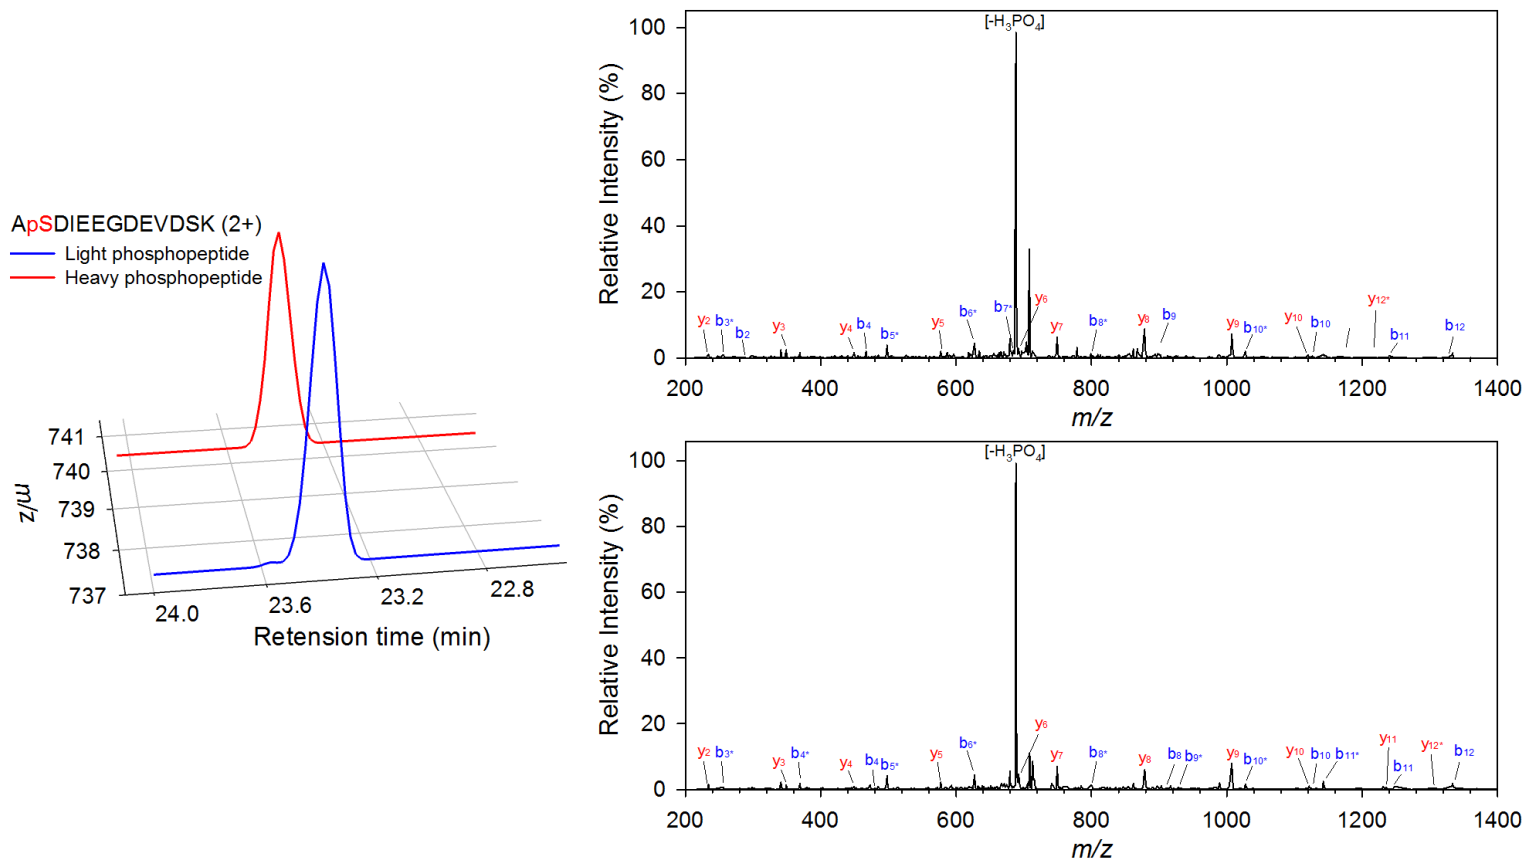 ApSDIEEGDEVDSK (2+)
Light phosphopeptide
Heavy phosphopeptide
741
740
739
738
737
m/z
24.0
23.6
23.2
22.8
Retension time (min)
[-H₃PO₄]
100
80
60
40
20
0
Relative Intensity (%)
y₂ b₃* b₂ y₃ y₄ b₄ b₅* y₅ b₆* b₇* y₆ y₇ b₈* y₈ b₉ y₉ b₁₀* y₁₀ b₁₀ y₁₂* b₁₁ b₁₂
200 400 600 800 1000 1200 1400
m/z
[-H₃PO₄]
100
80
60
40
20
0
Relative Intensity (%)
y₂ b₃* y₃ b₄* y₄ b₄ b₅* y₅ b₆* y₆ y₇ b₈* y₈ b₈ b₉* y₉ b₁₀* y₁₀ b₁₀ b₁₁* y₁₁ b₁₁ y₁₂* b₁₂
200 400 600 800 1000 1200 1400
m/z